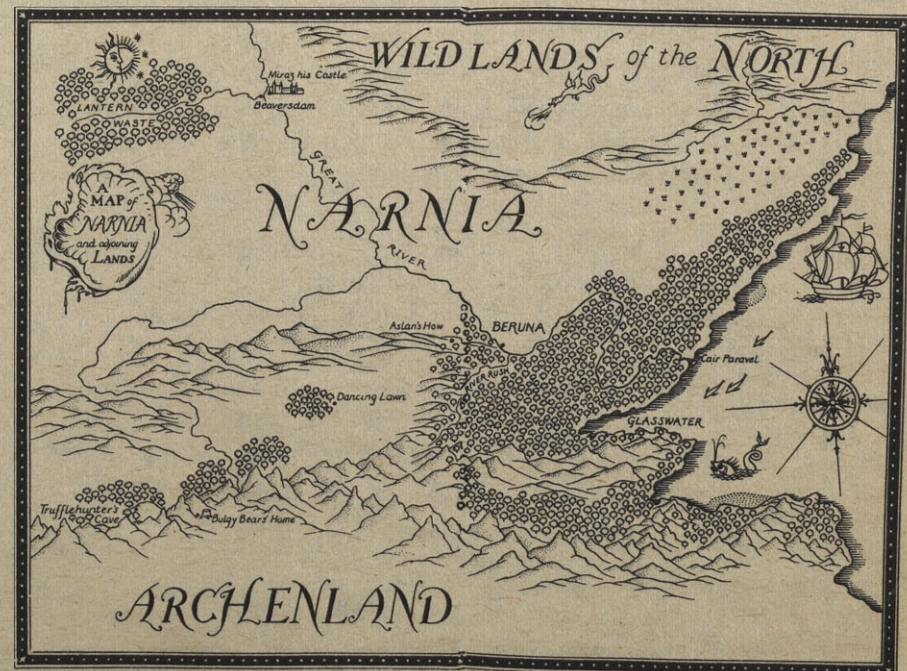 WILD LANDS of the NORTH
Miraz his Castle
Beaversdam
LANTERN
WASTE
A
MAP of
NARNIA
and adjoining
LANDS
GREAT
RIVER
NARNIA
Aslan's How
BERUNA
RIVER RUSH
Cair Paravel
Dancing Lawn
GLASSWATER
Trufflehunter's
Cave
Bulgy Bears' Home
ARCHENLAND